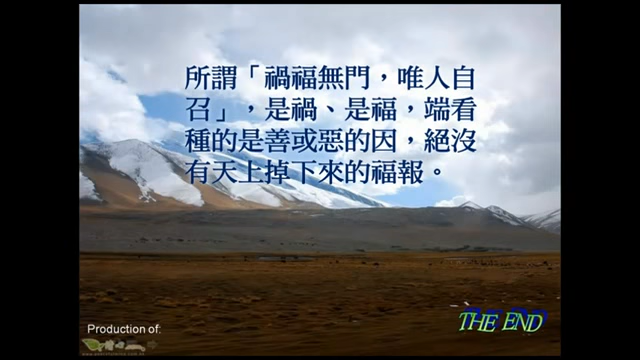 所謂「禍福無門，唯人自
召」，是禍、是福，端看
種的是善或惡的因，絕沒
有天上掉下來的福報。
THE END
Production of: